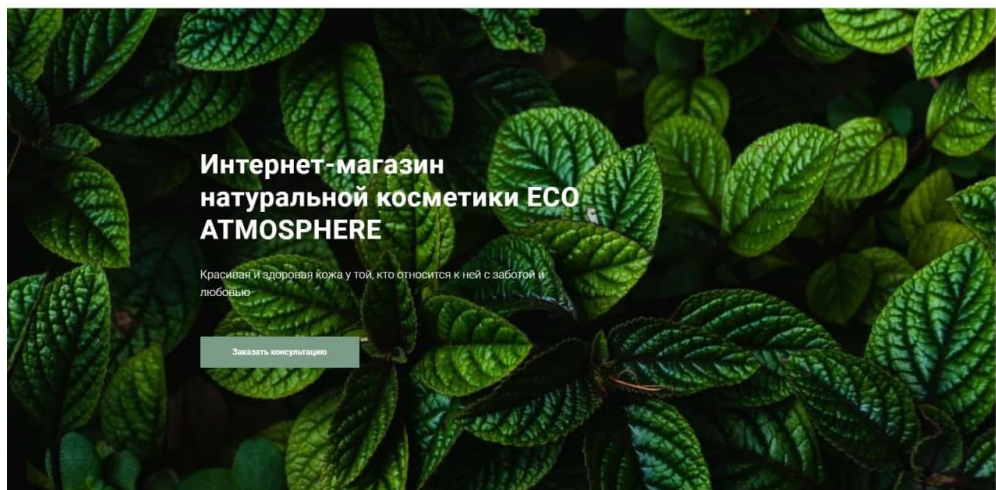 Интернет-магазин
натуральной косметики ECO
ATMOSPHERE
Красивая и здоровая кожа у той, кто относится к ней с заботой и
любовью
Заказать консультацию